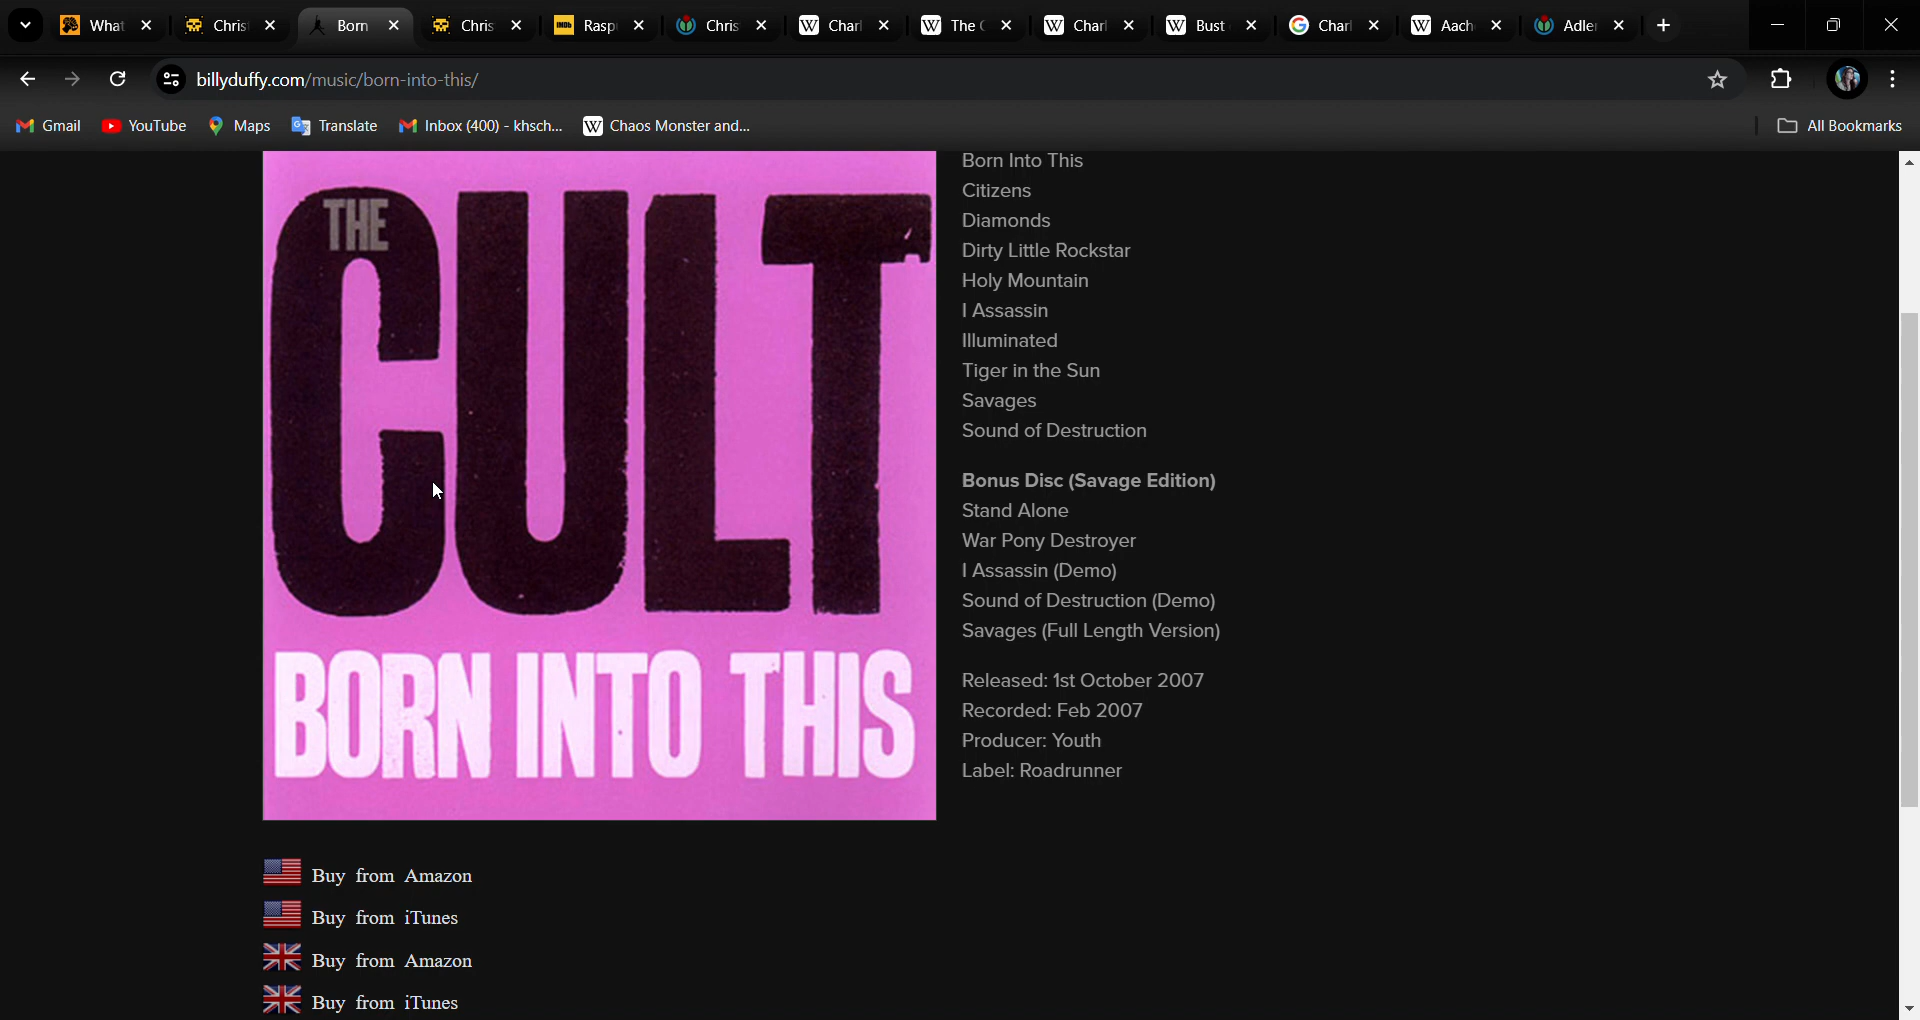 What
Chris
Born
Chris
Rasp
Chris
Charl
The C
Charl
Bust
Charl
Aach
Adle
billyduffy.com/music/born-into-this/
Gmail
YouTube
Maps
Translate
Inbox (400) - khsch...
Chaos Monster and...
All Bookmarks
THE
CULT
BORN INTO THIS
Born Into This
Citizens
Diamonds
Dirty Little Rockstar
Holy Mountain
I Assassin
Illuminated
Tiger in the Sun
Savages
Sound of Destruction
Bonus Disc (Savage Edition)
Stand Alone
War Pony Destroyer
I Assassin (Demo)
Sound of Destruction (Demo)
Savages (Full Length Version)
Released: 1st October 2007
Recorded: Feb 2007
Producer: Youth
Label: Roadrunner
Buy from Amazon
Buy from iTunes
Buy from Amazon
Buy from iTunes